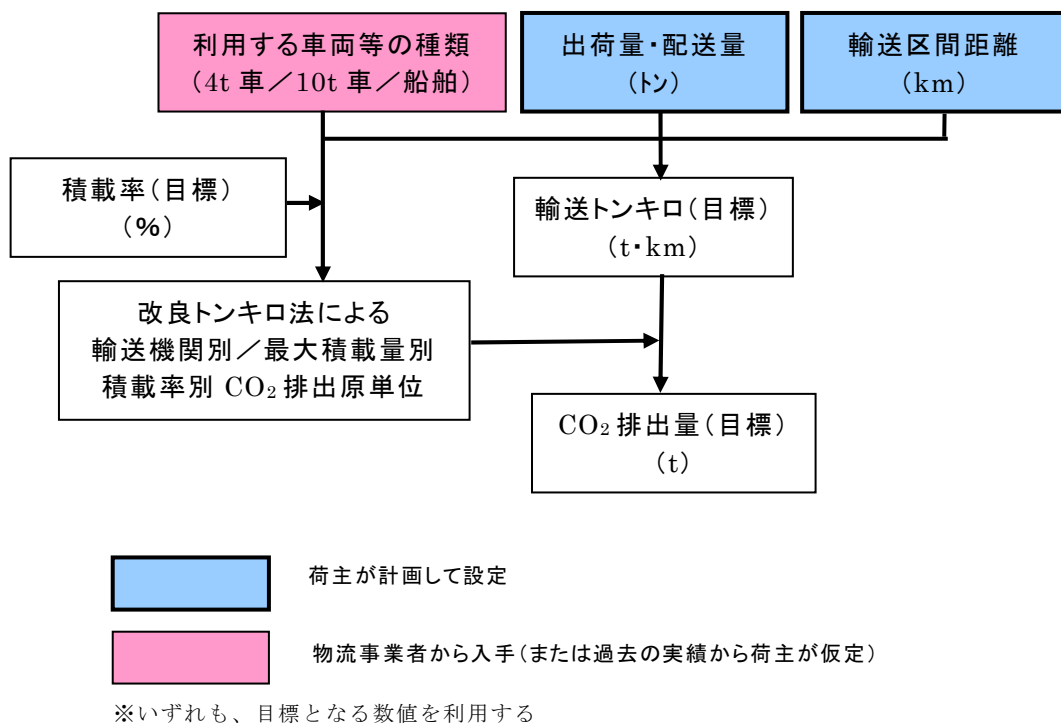 利用する車両等の種類
（4t 車／10t 車／船舶）
出荷量・配送量
（トン）
輸送区間距離
（km）
積載率（目標）
（%）
輸送トンキロ（目標）
（t・km）
改良トンキロ法による
輸送機関別／最大積載量別
積載率別 CO₂ 排出原単位
CO₂ 排出量（目標）
（t）
荷主が計画して設定
物流事業者から入手（または過去の実績から荷主が仮定）
※いずれも、目標となる数値を利用する